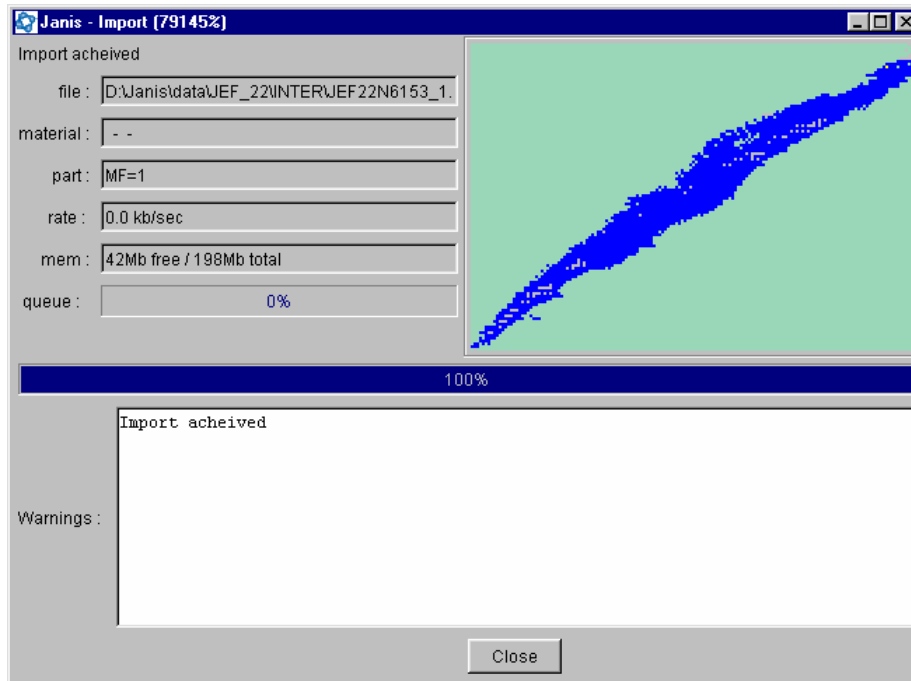 Janis - Import (79145%)
Import acheived
file : D:\Janis\data\JEF_22\INTER\JEF22N6153_1.
material : - -
part : MF=1
rate : 0.0 kb/sec
mem : 42Mb free / 198Mb total
queue : 0%
100%
Import acheived
Warnings :
Close